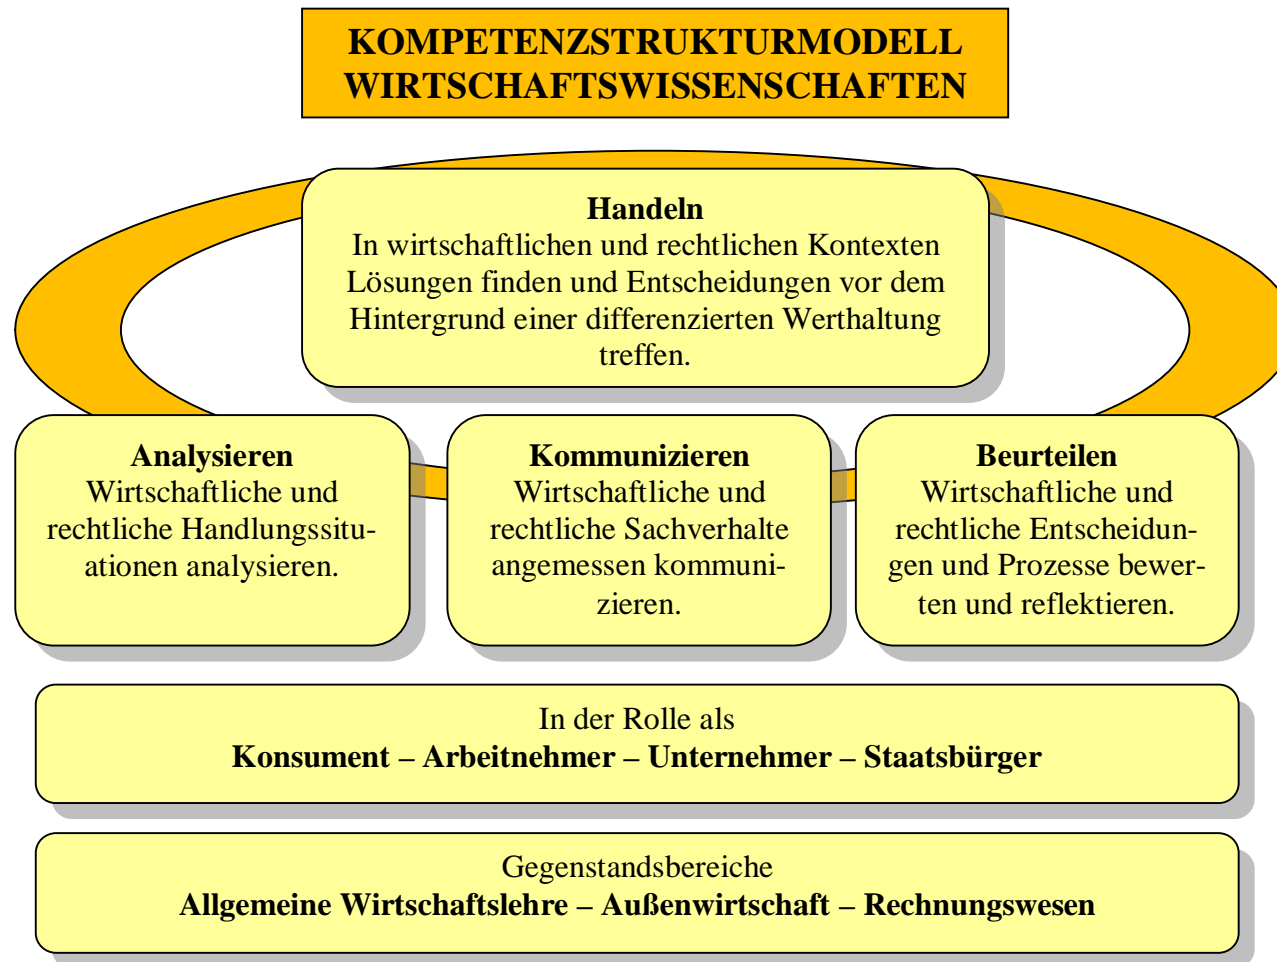 KOMPETENZSTRUKTURMODELL
WIRTSCHAFTSWISSENSCHAFTEN
Handeln
In wirtschaftlichen und rechtlichen Kontexten
Lösungen finden und Entscheidungen vor dem
Hintergrund einer differenzierten Werthaltung
treffen.
Analysieren
Wirtschaftliche und
rechtliche Handlungssitu-
ationen analysieren.
Kommunizieren
Wirtschaftliche und
rechtliche Sachverhalte
angemessen kommuni-
zieren.
Beurteilen
Wirtschaftliche und
rechtliche Entscheidun-
gen und Prozesse bewer-
ten und reflektieren.
In der Rolle als
Konsument – Arbeitnehmer – Unternehmer – Staatsbürger
Gegenstandsbereiche
Allgemeine Wirtschaftslehre – Außenwirtschaft – Rechnungswesen